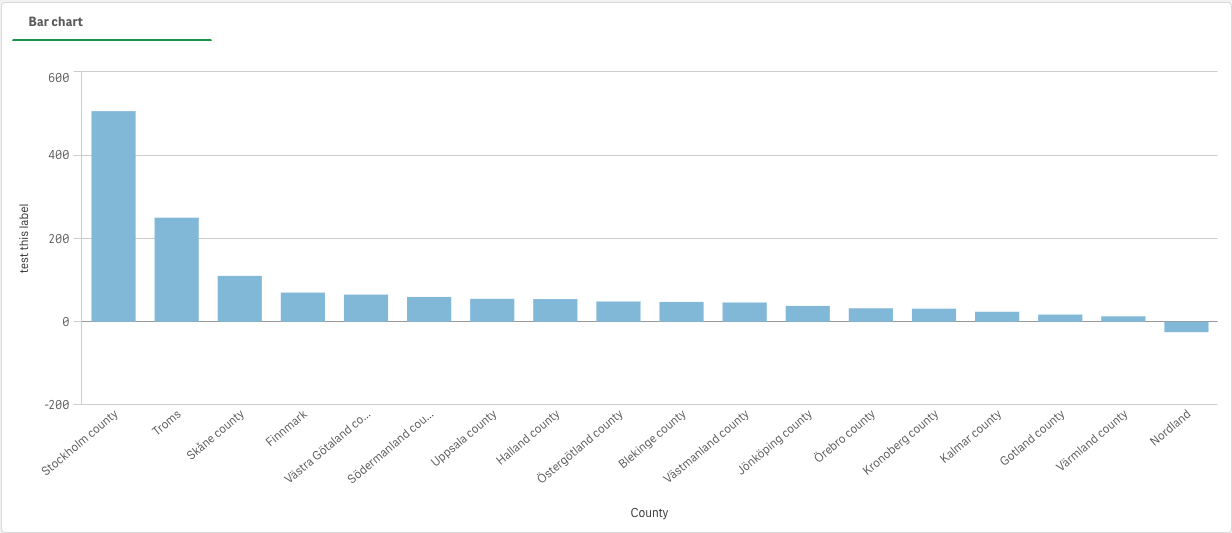 Bar chart
600
400
200
0
-200
test this label
Stockholm county
Troms
Skåne county
Finnmark
Västra Götaland co...
Södermanland cou...
Uppsala county
Halland county
Östergötland county
Blekinge county
Västmanland county
Jönköping county
Örebro county
Kronoberg county
Kalmar county
Gotland county
Värmland county
Nordland
County